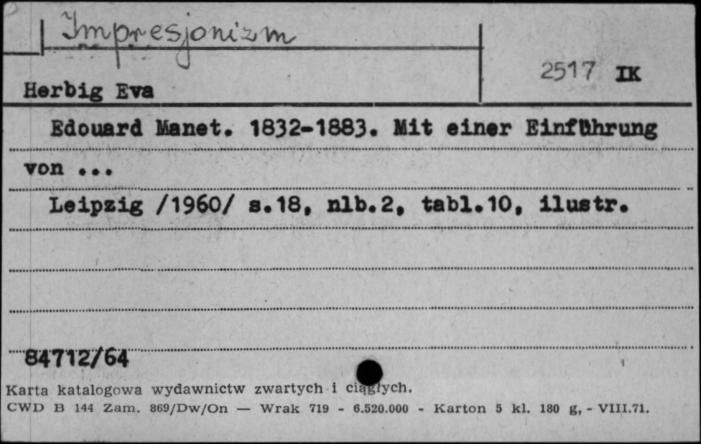 Impresjonizm
2517 IK
Herbig Eva
Edouard Manet. 1832-1883. Mit einer Einführung
von ...
Leipzig /1960/ s.18, nlb.2, tabl.10, ilustr.
84712/64
Karta katalogowa wydawnictw zwartych i ciągłych.
CWD B 144 Zam. 869/Dw/On — Wrak 719 - 6.520.000 - Karton 5 kl. 180 g, - VIII.71.